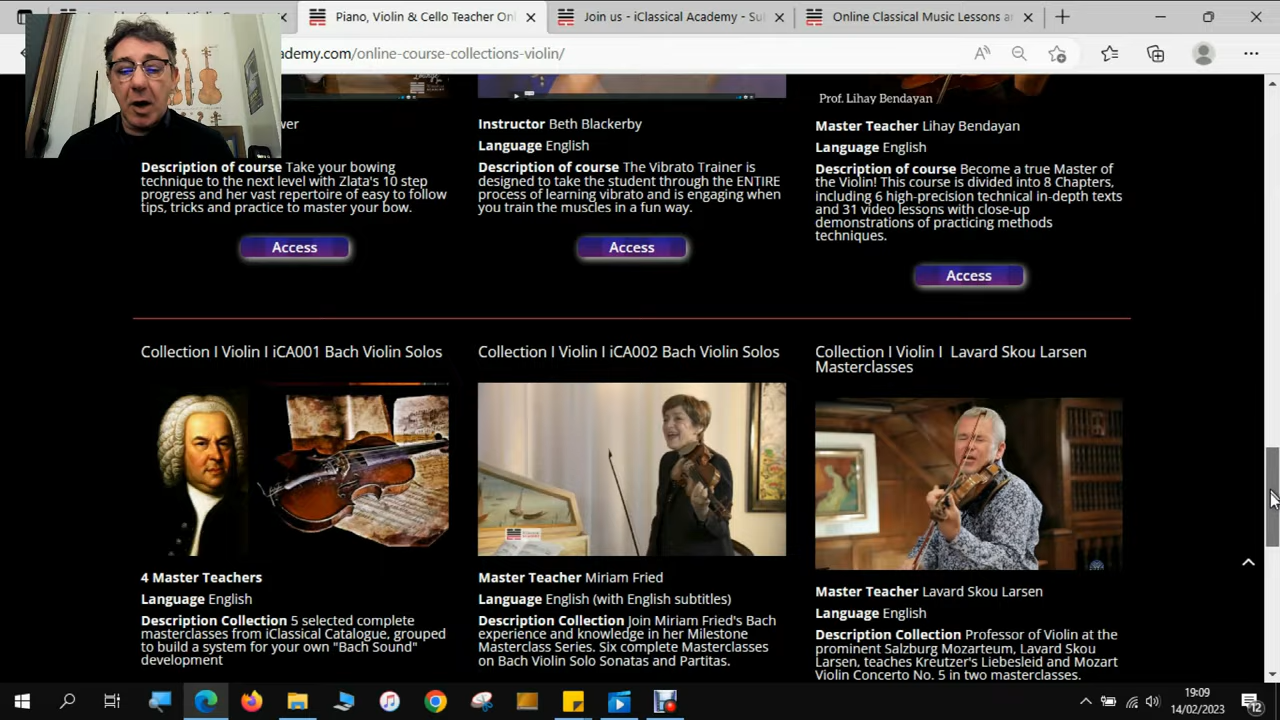 Piano, Violin & Cello Teacher Onl
Join us - iClassical Academy - Sul
Online Classical Music Lessons an
ademy.com/online-course-collections-violin/
Prof. Lihay Bendayan
wer
Description of course Take your bowing
technique to the next level with Zlata's 10 step
progress and her vast repertoire of easy to follow
tips, tricks and practice to master your bow.
Access
Instructor Beth Blackerby
Language English
Description of course The Vibrato Trainer is
designed to take the student through the ENTIRE
process of learning vibrato and is engaging when
you train the muscles in a fun way.
Access
Master Teacher Lihay Bendayan
Language English
Description of course Become a true Master of
the Violin! This course is divided into 8 Chapters,
including 6 high-precision technical in-depth texts
and 31 video lessons with close-up
demonstrations of practicing methods
techniques.
Access
Collection I Violin I iCA001 Bach Violin Solos
4 Master Teachers
Language English
Description Collection 5 selected complete
masterclasses from iClassical Catalogue, grouped
to build a system for your own "Bach Sound"
development
Collection I Violin I iCA002 Bach Violin Solos
Master Teacher Miriam Fried
Language English (with English subtitles)
Description Collection Join Miriam Fried's Bach
experience and knowledge in her Milestone
Masterclass Series. Six complete Masterclasses
on Bach Violin Solo Sonatas and Partitas.
Collection I Violin I Lavard Skou Larsen
Masterclasses
Master Teacher Lavard Skou Larsen
Language English
Description Collection Professor of Violin at the
prominent Salzburg Mozarteum, Lavard Skou
Larsen, teaches Kreutzer's Liebesleid and Mozart
Violin Concerto No. 5 in two masterclasses.
19:09
14/02/2023
12